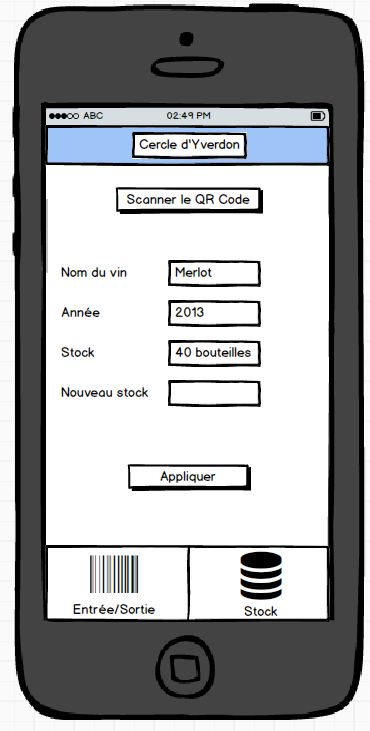 ABC 02:49 PM
Cercle d'Yverdon
Scanner le QR Code
Nom du vin Merlot
Année 2013
Stock 40 bouteilles
Nouveau stock
Appliquer
Entrée/Sortie Stock